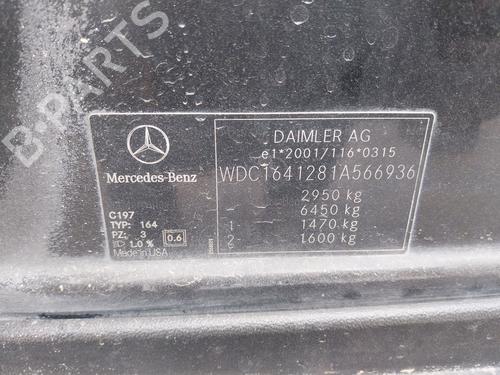 B-PARTS
DAIMLER AG
e1*2001/116*0315
WDC1641281A566936
2950 kg
6450 kg
1 1470 kg
2 1600 kg
Mercedes-Benz
C197
TYP: 164
PZ: 3
1.0 % 0.6
Made in USA